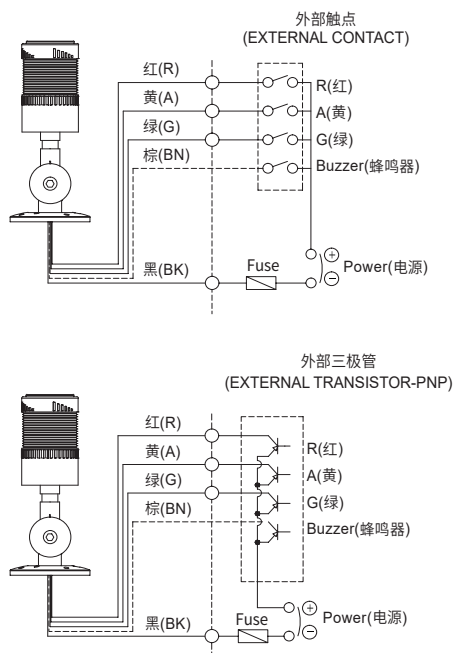 外部触点
(EXTERNAL CONTACT)
红(R)
R(红)
黄(A)
A(黄)
绿(G)
G(绿)
棕(BN)
Buzzer(蜂鸣器)
黑(BK)
Fuse
Power(电源)
外部三极管
(EXTERNAL TRANSISTOR-PNP)
红(R)
R(红)
黄(A)
A(黄)
绿(G)
G(绿)
棕(BN)
Buzzer(蜂鸣器)
黑(BK)
Fuse
Power(电源)